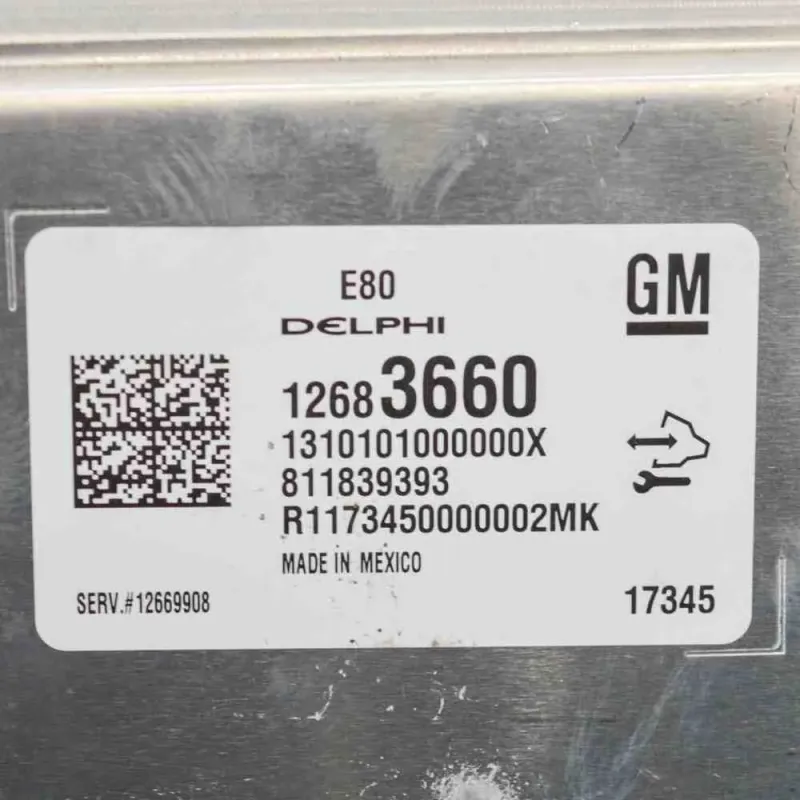 E80
GM
DELPHI
12683660
1310101000000X
811839393
R1173450000002MK
MADE IN MEXICO
SERV.#12669908
17345